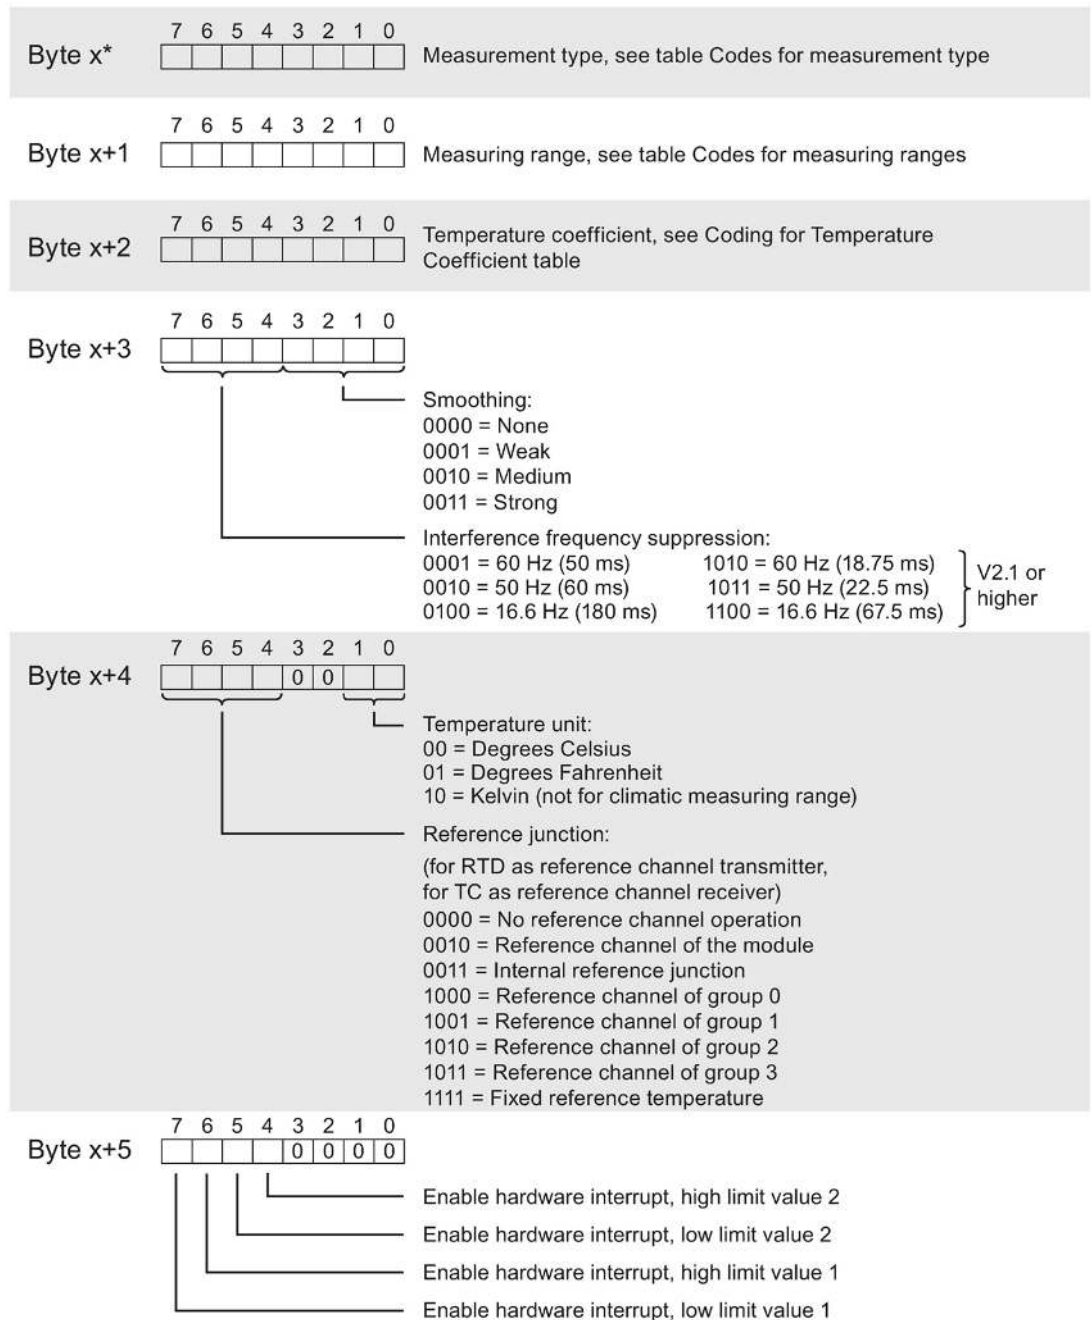 7 6 5 4 3 2 1 0
Byte x* Measurement type, see table Codes for measurement type
7 6 5 4 3 2 1 0
Byte x+1 Measuring range, see table Codes for measuring ranges
7 6 5 4 3 2 1 0
Byte x+2 Temperature coefficient, see Coding for Temperature
Coefficient table
7 6 5 4 3 2 1 0
Byte x+3
Smoothing:
0000 = None
0001 = Weak
0010 = Medium
0011 = Strong
Interference frequency suppression:
0001 = 60 Hz (50 ms) 1010 = 60 Hz (18.75 ms)
0010 = 50 Hz (60 ms) 1011 = 50 Hz (22.5 ms)
0100 = 16.6 Hz (180 ms) 1100 = 16.6 Hz (67.5 ms)
V2.1 or
higher
7 6 5 4 3 2 1 0
Byte x+4 0 0
Temperature unit:
00 = Degrees Celsius
01 = Degrees Fahrenheit
10 = Kelvin (not for climatic measuring range)
Reference junction:
(for RTD as reference channel transmitter,
for TC as reference channel receiver)
0000 = No reference channel operation
0010 = Reference channel of the module
0011 = Internal reference junction
1000 = Reference channel of group 0
1001 = Reference channel of group 1
1010 = Reference channel of group 2
1011 = Reference channel of group 3
1111 = Fixed reference temperature
7 6 5 4 3 2 1 0
Byte x+5 0 0 0 0
Enable hardware interrupt, high limit value 2
Enable hardware interrupt, low limit value 2
Enable hardware interrupt, high limit value 1
Enable hardware interrupt, low limit value 1